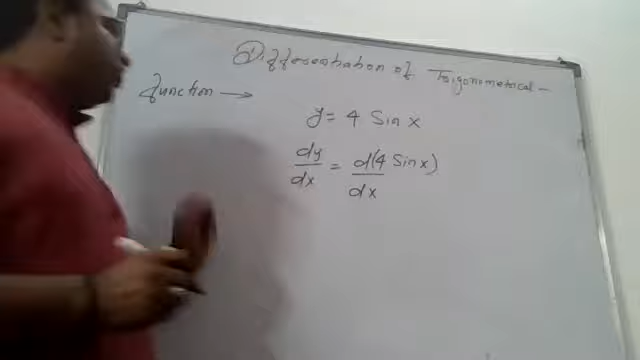 Differentiation of Trigonometrical -
function →
y = 4 Sin x
dy/dx = d(4 Sin x)/dx